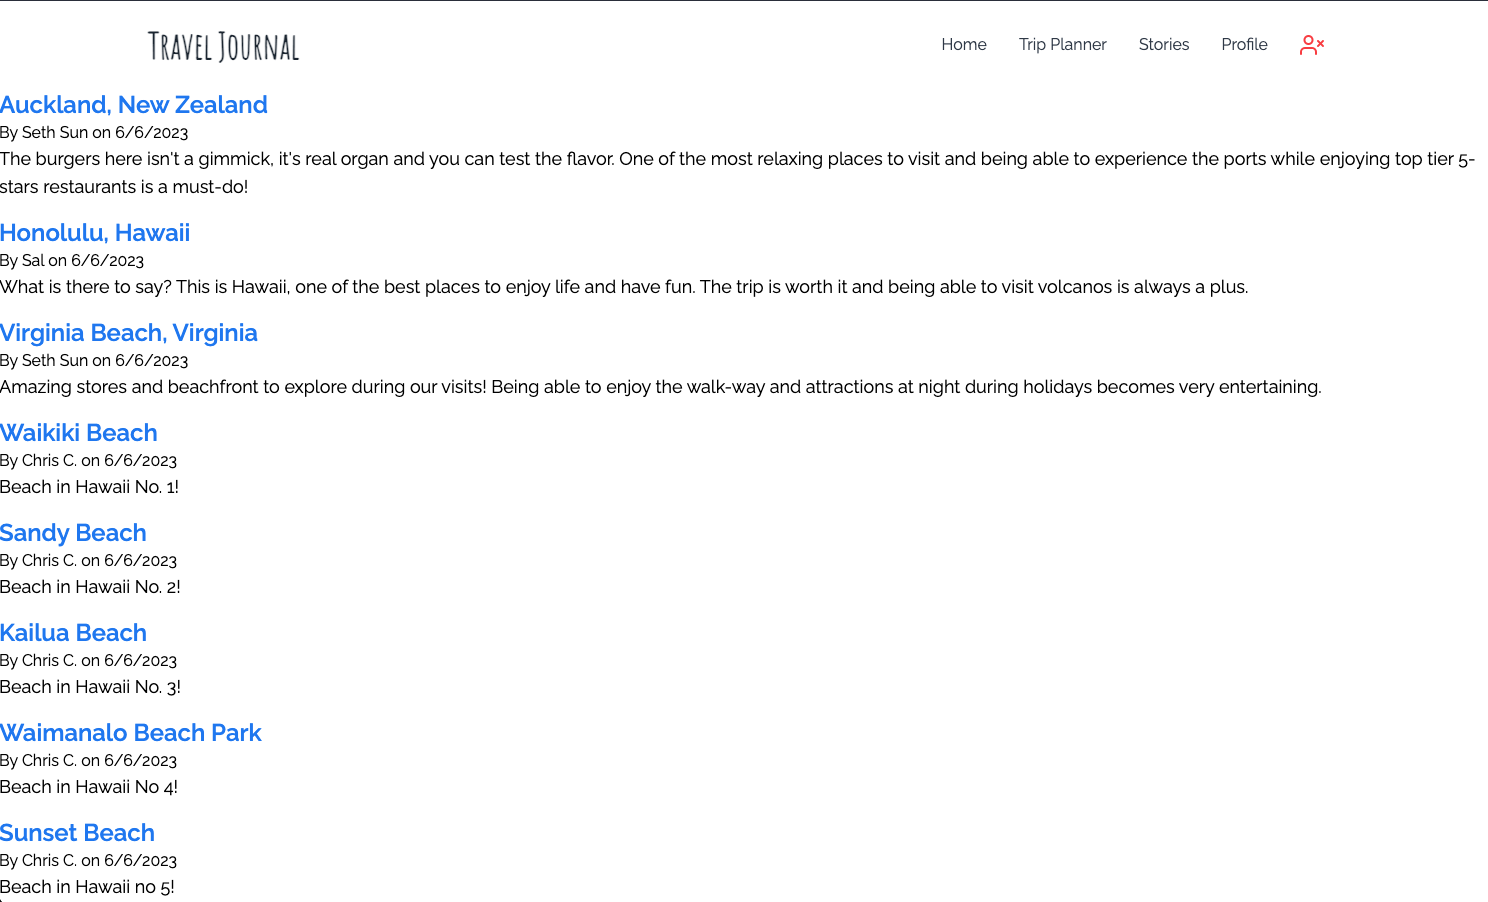 Travel Journal
Home Trip Planner Stories Profile
Auckland, New Zealand
By Seth Sun on 6/6/2023
The burgers here isn't a gimmick, it's real organ and you can test the flavor. One of the most relaxing places to visit and being able to experience the ports while enjoying top tier 5-
stars restaurants is a must-do!
Honolulu, Hawaii
By Sal on 6/6/2023
What is there to say? This is Hawaii, one of the best places to enjoy life and have fun. The trip is worth it and being able to visit volcanos is always a plus.
Virginia Beach, Virginia
By Seth Sun on 6/6/2023
Amazing stores and beachfront to explore during our visits! Being able to enjoy the walk-way and attractions at night during holidays becomes very entertaining.
Waikiki Beach
By Chris C. on 6/6/2023
Beach in Hawaii No. 1!
Sandy Beach
By Chris C. on 6/6/2023
Beach in Hawaii No. 2!
Kailua Beach
By Chris C. on 6/6/2023
Beach in Hawaii No. 3!
Waimanalo Beach Park
By Chris C. on 6/6/2023
Beach in Hawaii No 4!
Sunset Beach
By Chris C. on 6/6/2023
Beach in Hawaii no 5!